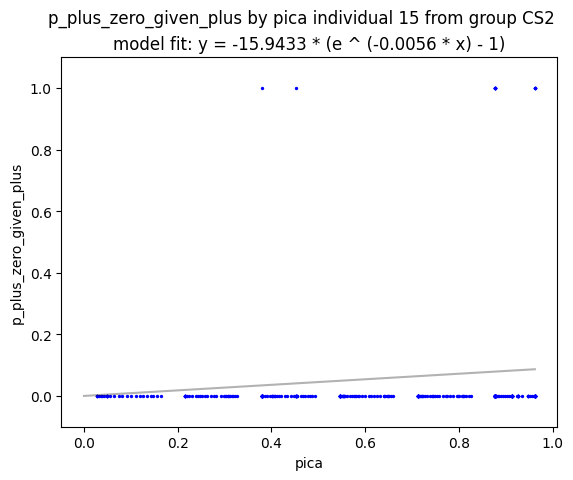 p_plus_zero_given_plus by pica individual 15 from group CS2
model fit: y = -15.9433 * (e ^ (-0.0056 * x) - 1)
p_plus_zero_given_plus
1.0
0.8
0.6
0.4
0.2
0.0
0.0 0.2 0.4 0.6 0.8 1.0
pica